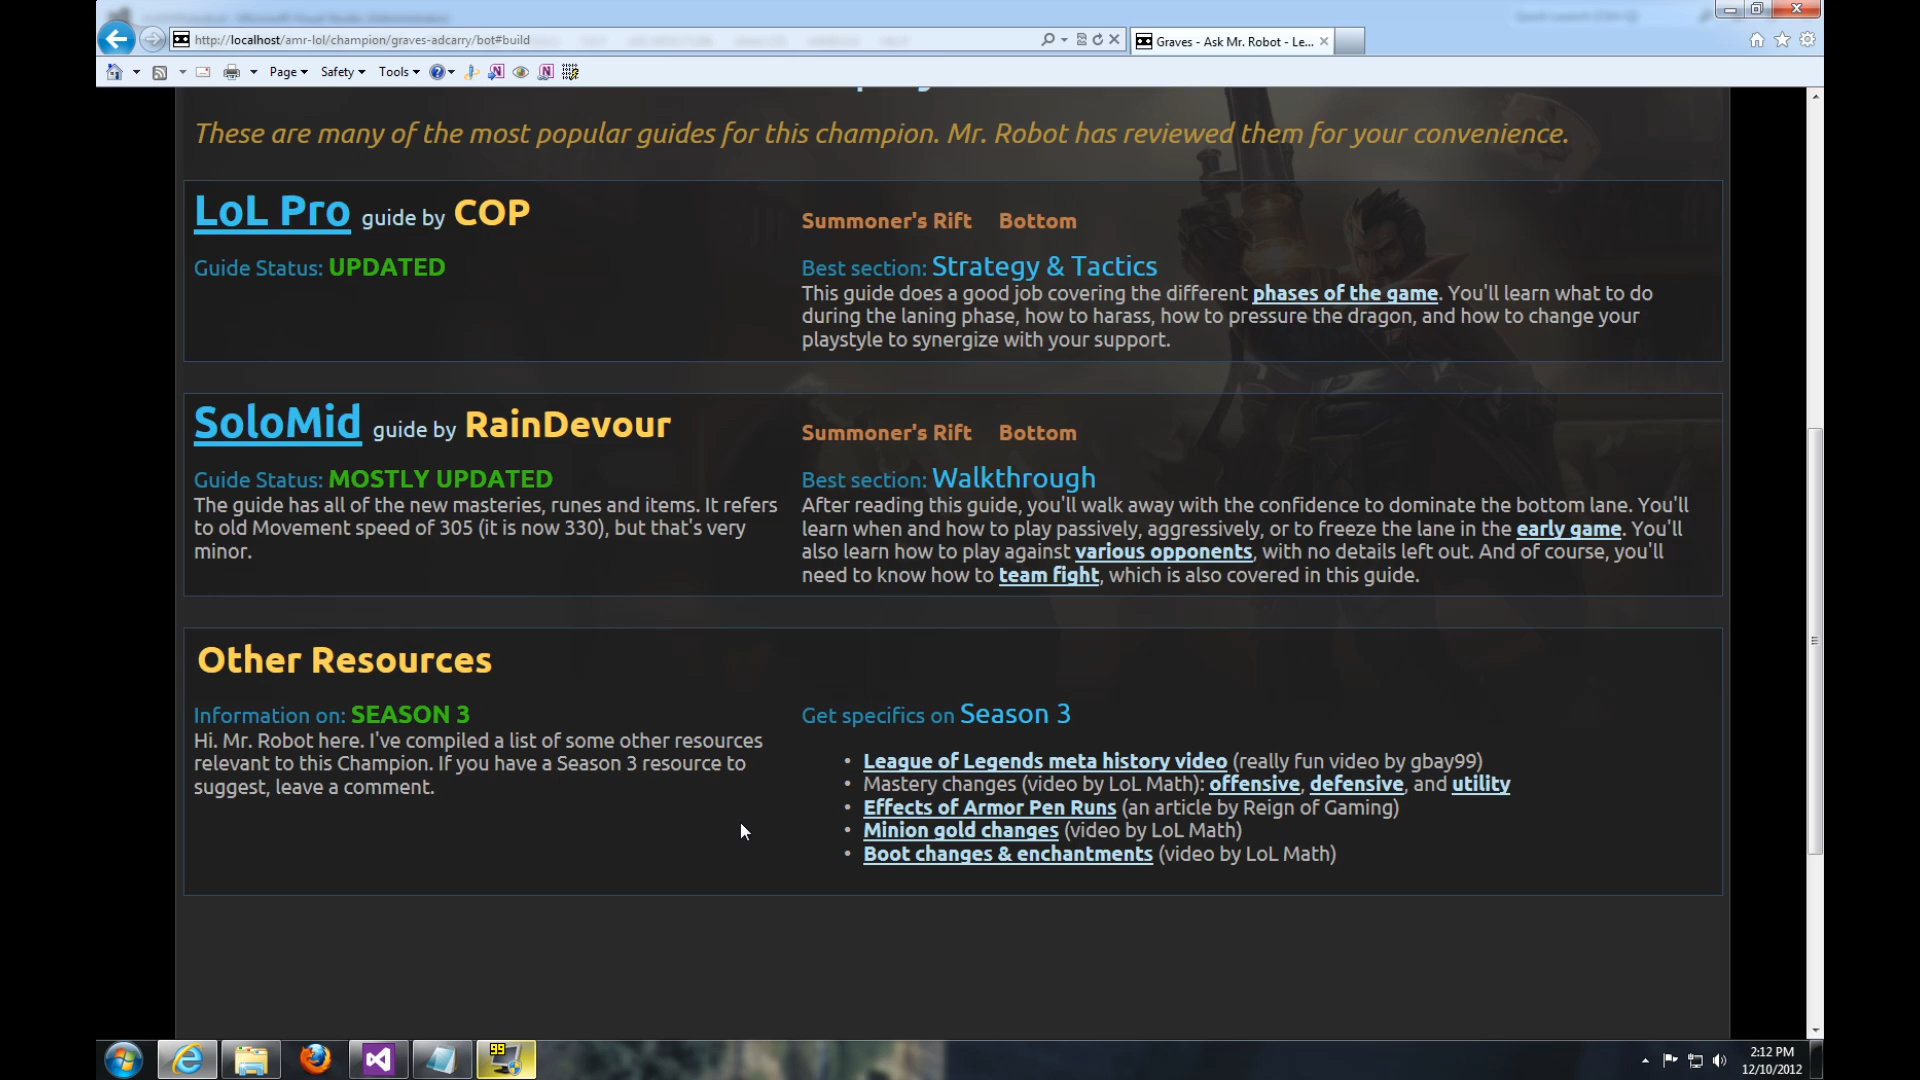 http://localhost/amr-lol/champion/graves-adcarry/bot#build
Graves - Ask Mr. Robot - Le...
Page
Safety
Tools
These are many of the most popular guides for this champion. Mr. Robot has reviewed them for your convenience.
LoL Pro guide by COP
Summoner's Rift Bottom
Guide Status: UPDATED
Best section: Strategy & Tactics
This guide does a good job covering the different phases of the game. You'll learn what to do
during the laning phase, how to harass, how to pressure the dragon, and how to change your
playstyle to synergize with your support.
SoloMid guide by RainDevour
Summoner's Rift Bottom
Guide Status: MOSTLY UPDATED
The guide has all of the new masteries, runes and items. It refers
to old Movement speed of 305 (it is now 330), but that's very
minor.
Best section: Walkthrough
After reading this guide, you'll walk away with the confidence to dominate the bottom lane. You'll
learn when and how to play passively, aggressively, or to freeze the lane in the early game. You'll
also learn how to play against various opponents, with no details left out. And of course, you'll
need to know how to team fight, which is also covered in this guide.
Other Resources
Information on: SEASON 3
Hi. Mr. Robot here. I've compiled a list of some other resources
relevant to this Champion. If you have a Season 3 resource to
suggest, leave a comment.
Get specifics on Season 3
• League of Legends meta history video (really fun video by gbay99)
• Mastery changes (video by LoL Math): offensive, defensive, and utility
• Effects of Armor Pen Runs (an article by Reign of Gaming)
• Minion gold changes (video by LoL Math)
• Boot changes & enchantments (video by LoL Math)
99
2:12 PM
12/10/2012